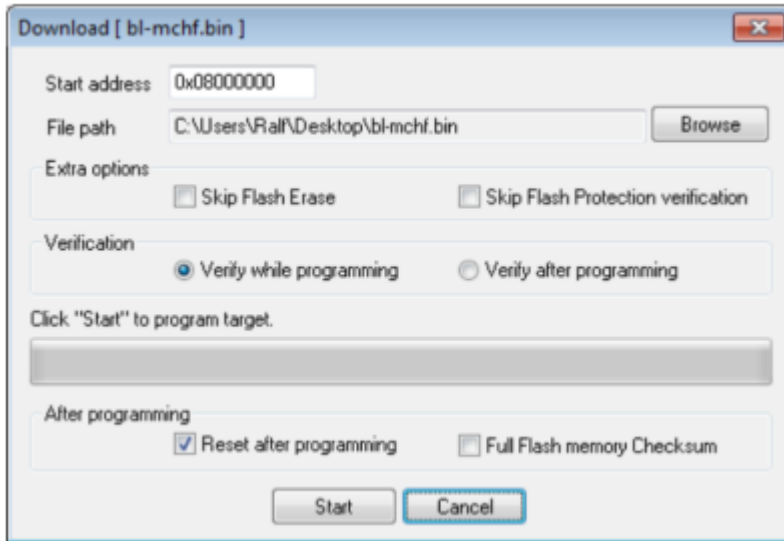 Download [ bl-mchf.bin ]
Start address 0x08000000
File path C:\Users\Ralf\Desktop\bl-mchf.bin Browse
Extra options
Skip Flash Erase Skip Flash Protection verification
Verification
Verify while programming Verify after programming
Click "Start" to program target.
After programming
Reset after programming Full Flash memory Checksum
Start Cancel